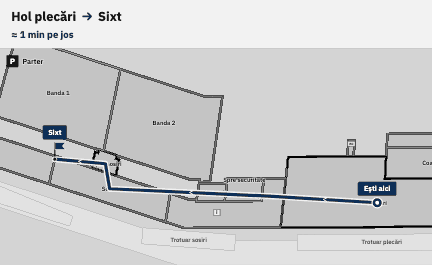 Hol plecări → Sixt
≈ 1 min pe jos
P Parter
Banda 1
Banda 2
Sixt
Spre securitate
Ești aici
Trotuar sosiri
Trotuar plecări